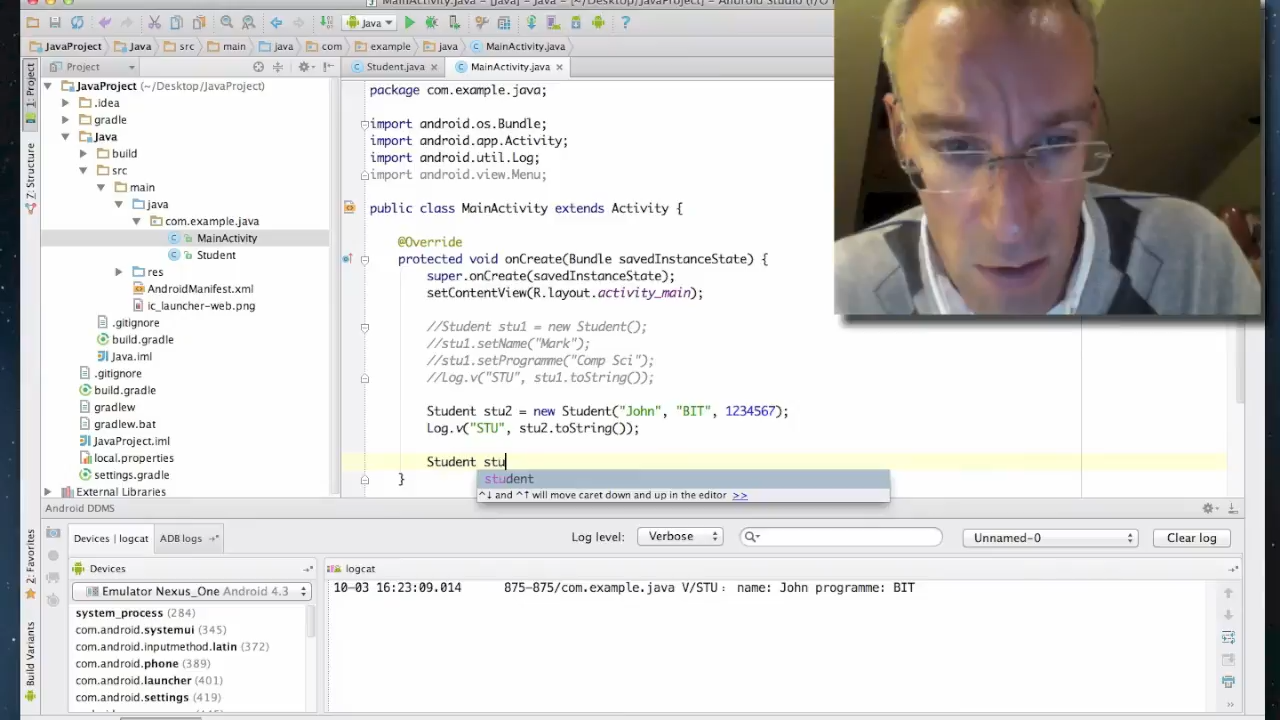 MainActivity.java - [Java] - [~/Desktop/JavaProject] - Android Studio (I/O
Java
JavaProject Java src main java com example java MainActivity.java
1: Project
Project
Student.java MainActivity.java
JavaProject (~/Desktop/JavaProject)
.idea
gradle
Java
build
src
main
java
com.example.java
MainActivity
Student
res
AndroidManifest.xml
ic_launcher-web.png
.gitignore
build.gradle
Java.iml
.gitignore
build.gradle
gradlew
gradlew.bat
JavaProject.iml
local.properties
settings.gradle
External Libraries
7: Structure
2: Favorites
Build Variants
package com.example.java;
import android.os.Bundle;
import android.app.Activity;
import android.util.Log;
import android.view.Menu;
public class MainActivity extends Activity {
@Override
protected void onCreate(Bundle savedInstanceState) {
super.onCreate(savedInstanceState);
setContentView(R.layout.activity_main);
//Student stu1 = new Student();
//stu1.setName("Mark");
//stu1.setProgramme("Comp Sci");
//Log.v("STU", stu1.toString());
Student stu2 = new Student("John", "BIT", 1234567);
Log.v("STU", stu2.toString());
Student stu
student
^↓ and ^↑ will move caret down and up in the editor >>
}
Android DDMS
Devices | logcat ADB logs
Log level: Verbose Unnamed-0 Clear log
Devices
logcat
Emulator Nexus_One Android 4.3
system_process (284)
com.android.systemui (345)
com.android.inputmethod.latin (372)
com.android.phone (389)
com.android.launcher (401)
com.android.settings (419)
10-03 16:23:09.014 875-875/com.example.java V/STU: name: John programme: BIT